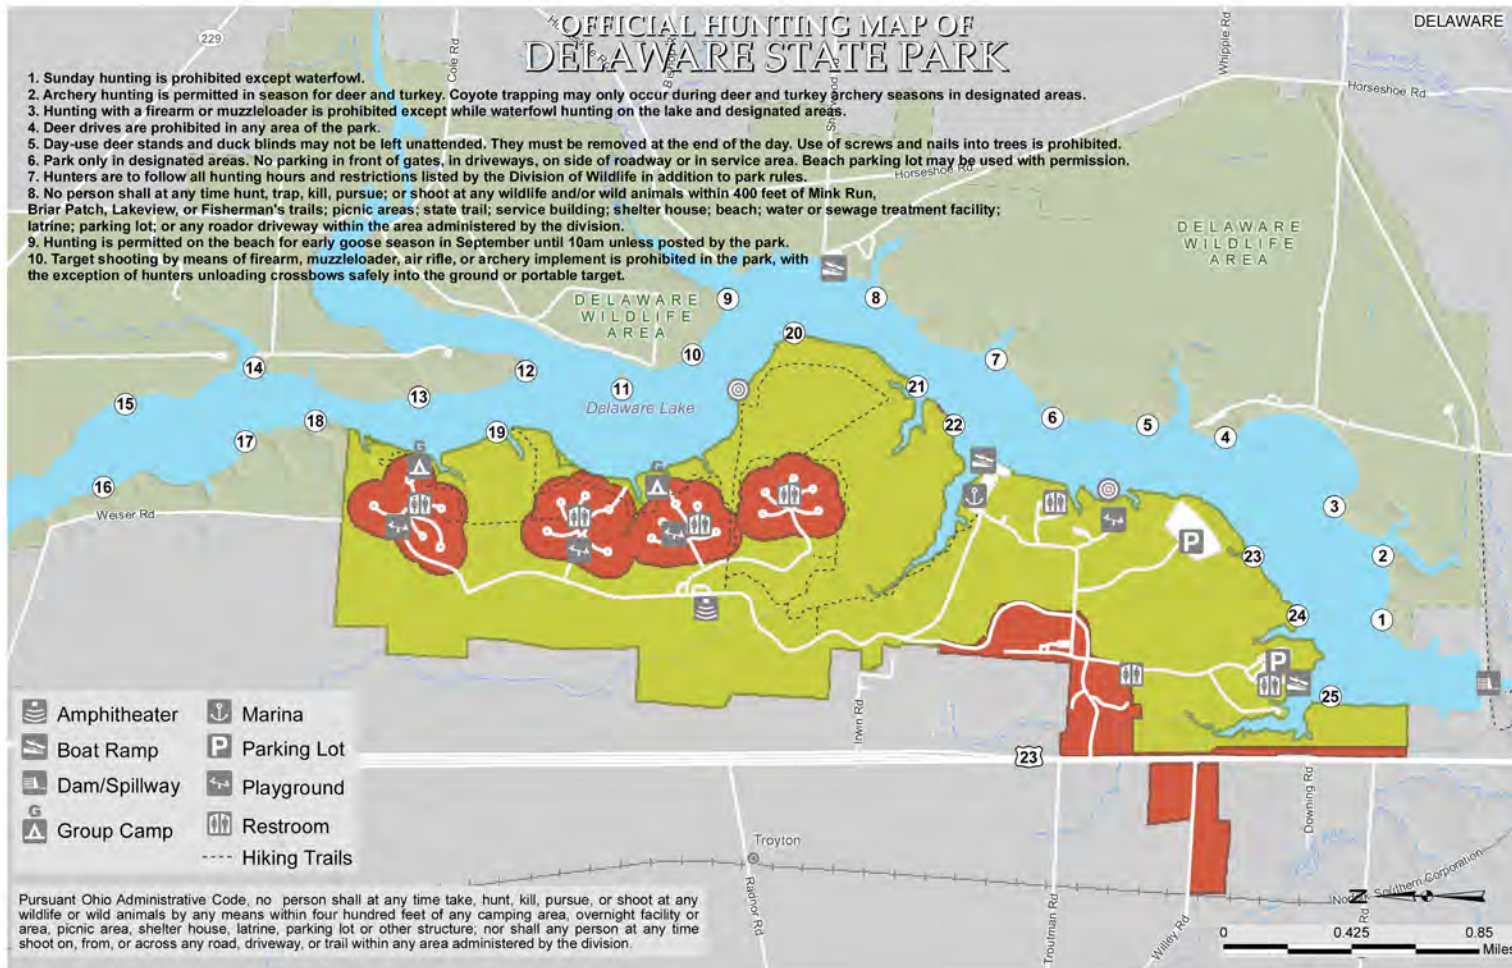 OFFICIAL HUNTING MAP OF
DELAWARE STATE PARK
DELAWARE
1. Sunday hunting is prohibited except waterfowl.
2. Archery hunting is permitted in season for deer and turkey. Coyote trapping may only occur during deer and turkey archery seasons in designated areas.
3. Hunting with a firearm or muzzleloader is prohibited except while waterfowl hunting on the lake and designated areas.
4. Deer drives are prohibited in any area of the park.
5. Day-use deer stands and duck blinds may not be left unattended. They must be removed at the end of the day. Use of screws and nails into trees is prohibited.
6. Park only in designated areas. No parking in front of gates, in driveways, on side of roadway or in service area. Beach parking lot may be used with permission.
7. Hunters are to follow all hunting hours and restrictions listed by the Division of Wildlife in addition to park rules.
8. No person shall at any time hunt, trap, kill, pursue; or shoot at any wildlife and/or wild animals within 400 feet of Mink Run,
Briar Patch, Lakeview, or Fisherman's trails; picnic areas; state trail; service building; shelter house; beach; water or sewage treatment facility;
latrine; parking lot; or any roador driveway within the area administered by the division.
9. Hunting is permitted on the beach for early goose season in September until 10am unless posted by the park.
10. Target shooting by means of firearm, muzzleloader, air rifle, or archery implement is prohibited in the park, with
the exception of hunters unloading crossbows safely into the ground or portable target.
229
Cole Rd
Whipple Rd
Horseshoe Rd
Horseshoe Rd
DELAWARE
WILDLIFE
AREA
DELAWARE
WILDLIFE
AREA
9
8
20
7
10
14
12
11
21
13
15
Delaware Lake
18
19
22
6
5
4
17
16
Weiser Rd
G
G
3
P
23
2
24
1
P
25
Irwin Rd
23
Amphitheater
Boat Ramp
Dam/Spillway
G
Group Camp
Marina
P
Parking Lot
Playground
Restroom
Hiking Trails
Troyton
Radnor Rd
Troutman Rd
Willey Rd
Downing Rd
Rd
Southern Corporation
N
Pursuant Ohio Administrative Code, no person shall at any time take, hunt, kill, pursue, or shoot at any
wildlife or wild animals by any means within four hundred feet of any camping area, overnight facility or
area, picnic area, shelter house, latrine, parking lot or other structure; nor shall any person at any time
shoot on, from, or across any road, driveway, or trail within any area administered by the division.
0 0.425 0.85
Miles